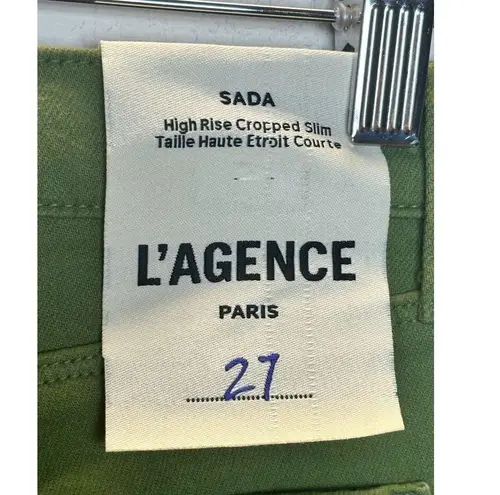 SADA
High Rise Cropped Slim
Taille Haute Etroit Courte
L'AGENCE
PARIS
27